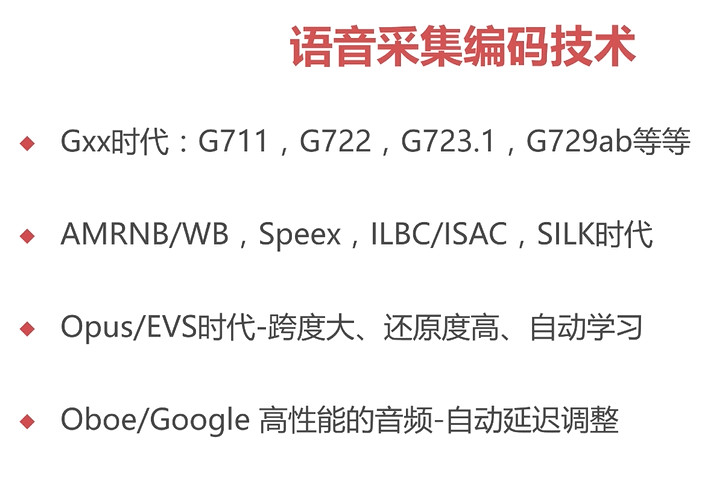 语音采集编码技术
Gxx时代：G711，G722，G723.1，G729ab等等
AMRNB/WB，Speex，ILBC/ISAC，SILK时代
Opus/EVS时代-跨度大、还原度高、自动学习
Oboe/Google 高性能的音频-自动延迟调整